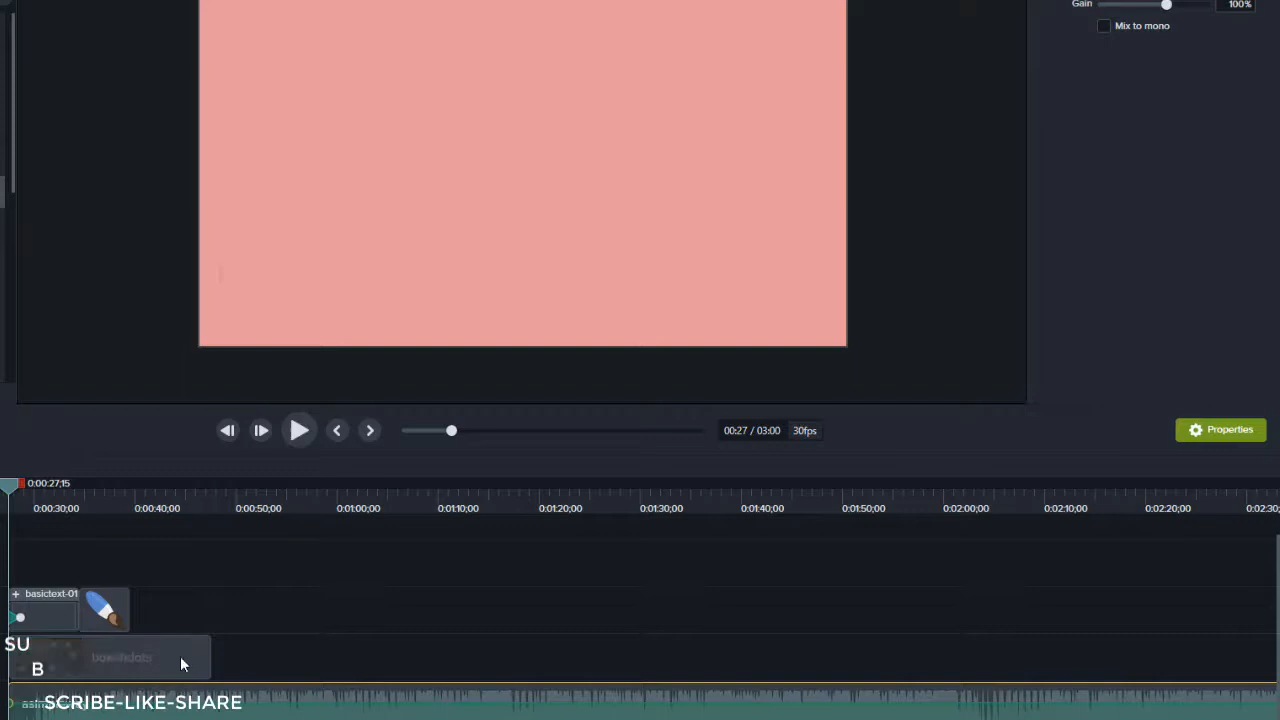 Gain 100%
Mix to mono
00:27 / 03:00 30fps
Properties
0:00:27;15
0:00:30;00 0:00:40;00 0:00:50;00 0:01:00;00 0:01:10;00 0:01:20;00 0:01:30;00 0:01:40;00 0:01:50;00 0:02:00;00 0:02:10;00 0:02:20;00 0:02:30;
+ basictext-01
SU
B
SCRIBE-LIKE-SHARE